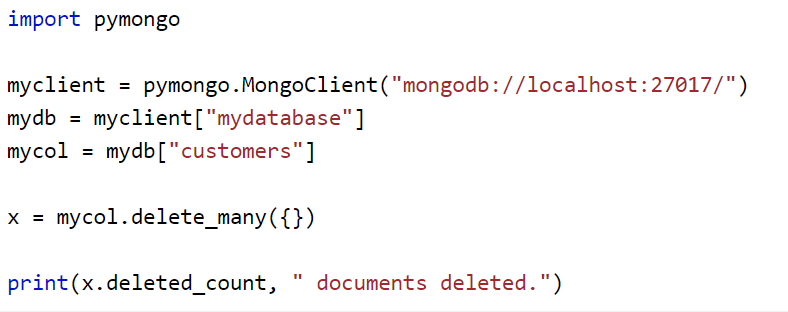 import pymongo
myclient = pymongo.MongoClient("mongodb://localhost:27017/")
mydb = myclient["mydatabase"]
mycol = mydb["customers"]
x = mycol.delete_many({})
print(x.deleted_count, " documents deleted.")